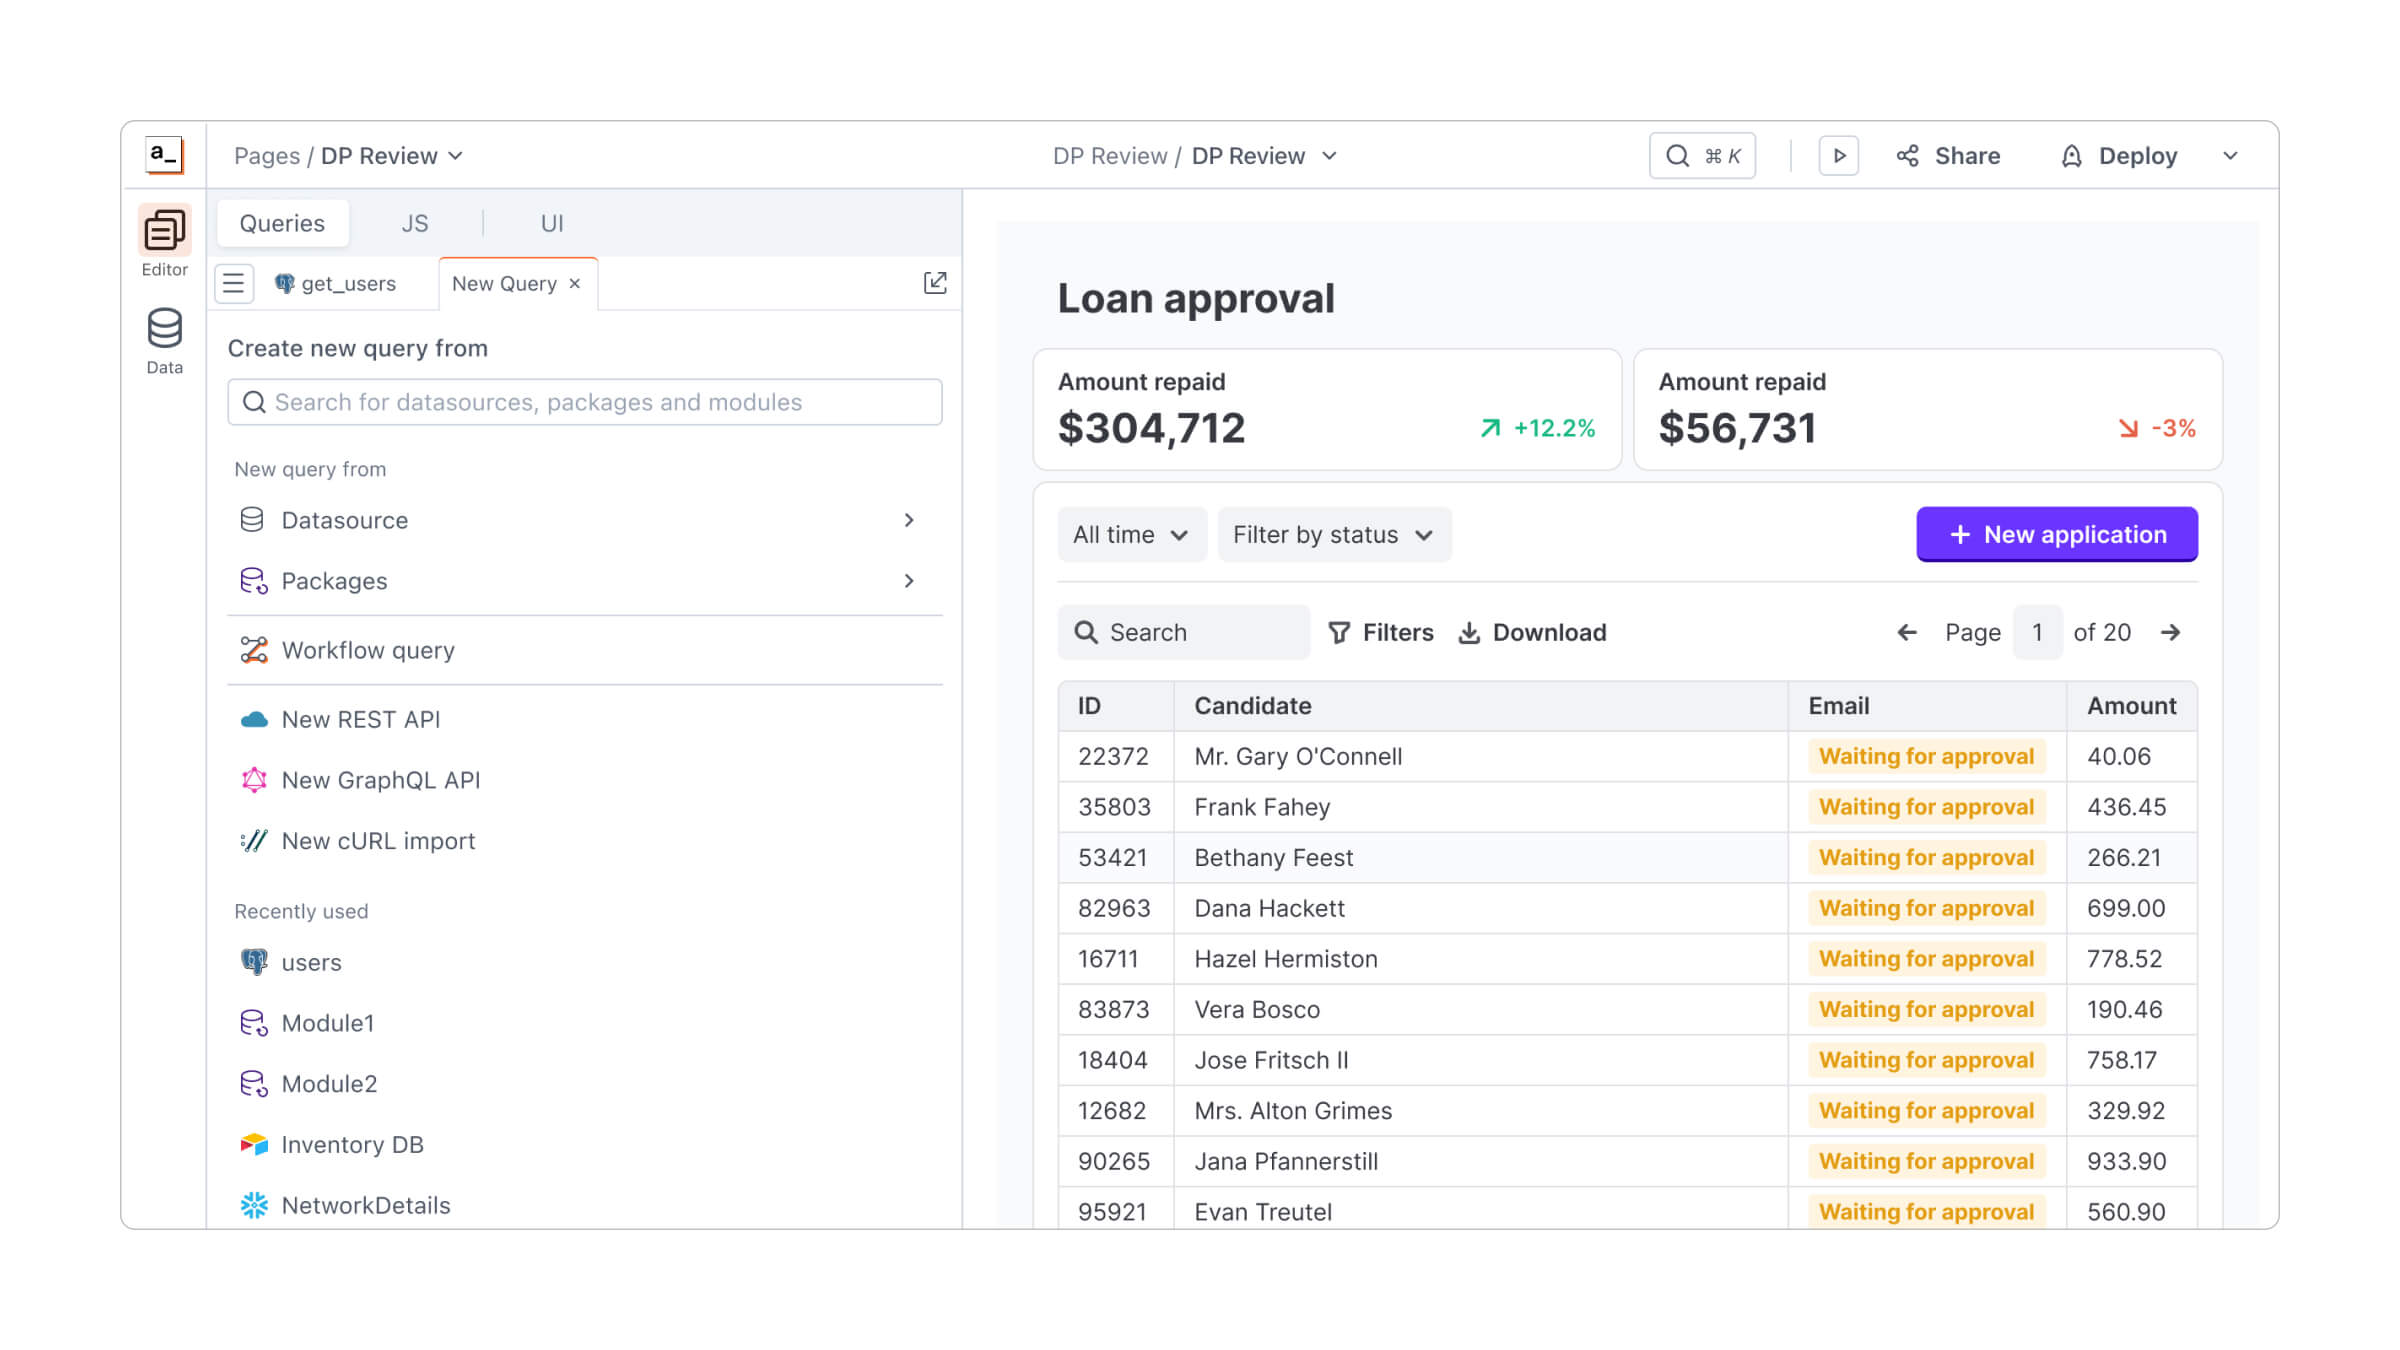 a_
Pages / DP Review
DP Review / DP Review
⌘ K
Share
Deploy
Editor
Data
Queries
JS
UI
get_users
New Query
Create new query from
Search for datasources, packages and modules
New query from
Datasource
Packages
Workflow query
New REST API
New GraphQL API
New cURL import
Recently used
users
Module1
Module2
Inventory DB
NetworkDetails
Loan approval
Amount repaid
$304,712
+12.2%
Amount repaid
$56,731
-3%
All time
Filter by status
+ New application
Search
Filters
Download
Page 1 of 20
ID Candidate Email Amount
22372 Mr. Gary O'Connell Waiting for approval 40.06
35803 Frank Fahey Waiting for approval 436.45
53421 Bethany Feest Waiting for approval 266.21
82963 Dana Hackett Waiting for approval 699.00
16711 Hazel Hermiston Waiting for approval 778.52
83873 Vera Bosco Waiting for approval 190.46
18404 Jose Fritsch II Waiting for approval 758.17
12682 Mrs. Alton Grimes Waiting for approval 329.92
90265 Jana Pfannerstill Waiting for approval 933.90
95921 Evan Treutel Waiting for approval 560.90